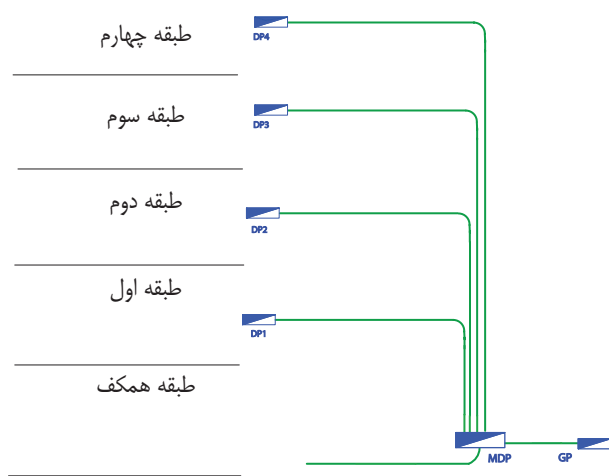 طبقه چهارم
DP4
طبقه سوم
DP3
طبقه دوم
DP2
طبقه اول
DP1
طبقه همکف
MDP
GP